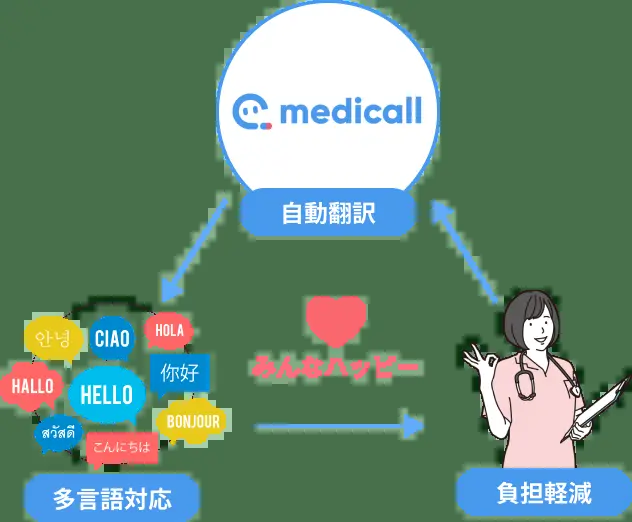 medicall
自動翻訳
안녕
CIAO
HOLA
HALLO
HELLO
你好
สวัสดี
こんにちは
BONJOUR
みんなハッピー
多言語対応
負担軽減